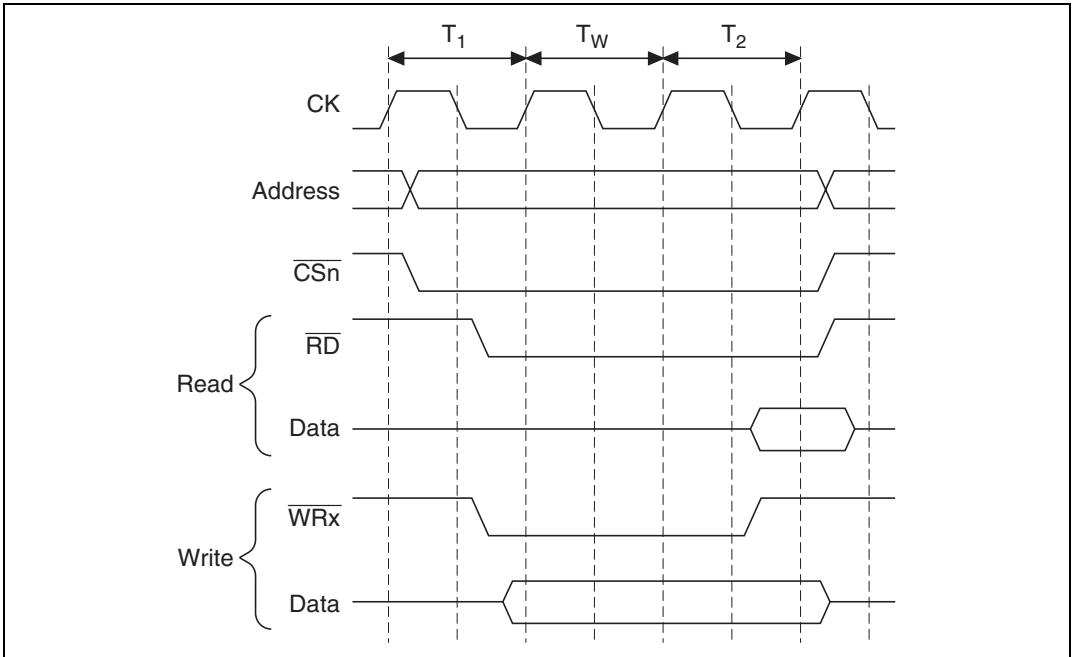 T1 TW T2
CK
Address
CSn
RD
Read
Data
WRx
Write
Data